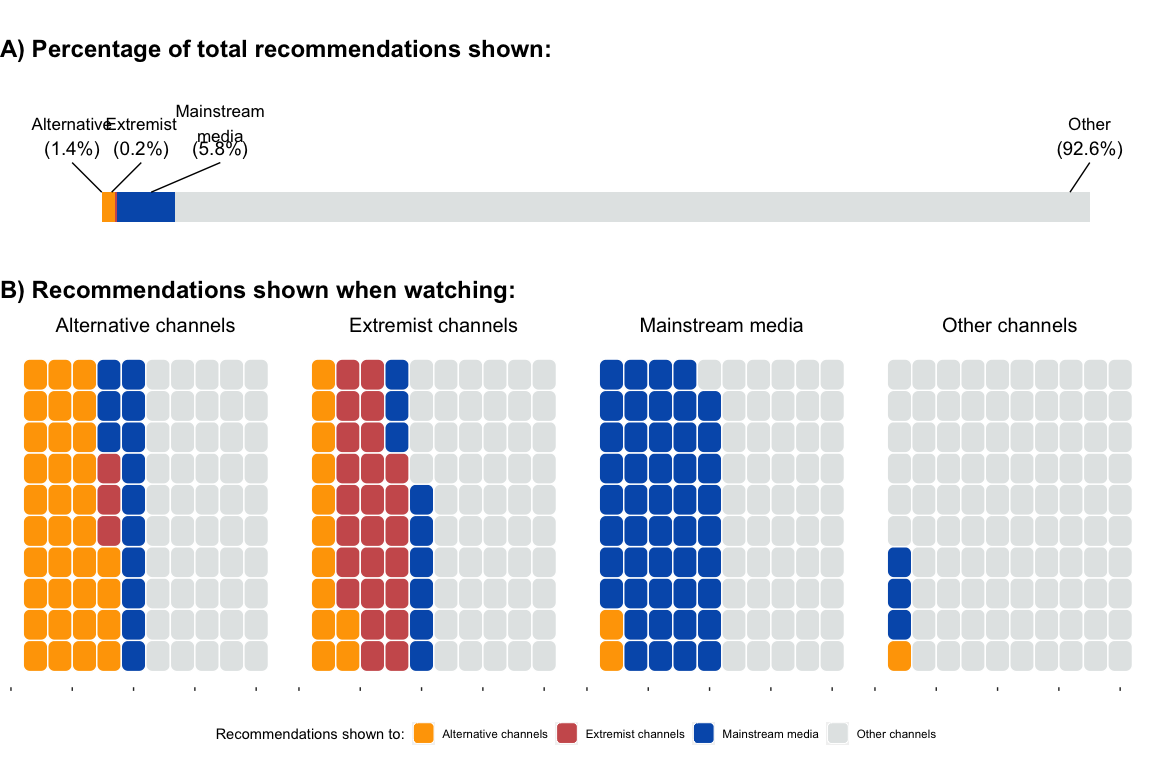 A) Percentage of total recommendations shown:
Alternative
(1.4%)
Extremist
(0.2%)
Mainstream
media
(5.8%)
Other
(92.6%)
B) Recommendations shown when watching:
Alternative channels
Extremist channels
Mainstream media
Other channels
Recommendations shown to: Alternative channels Extremist channels Mainstream media Other channels